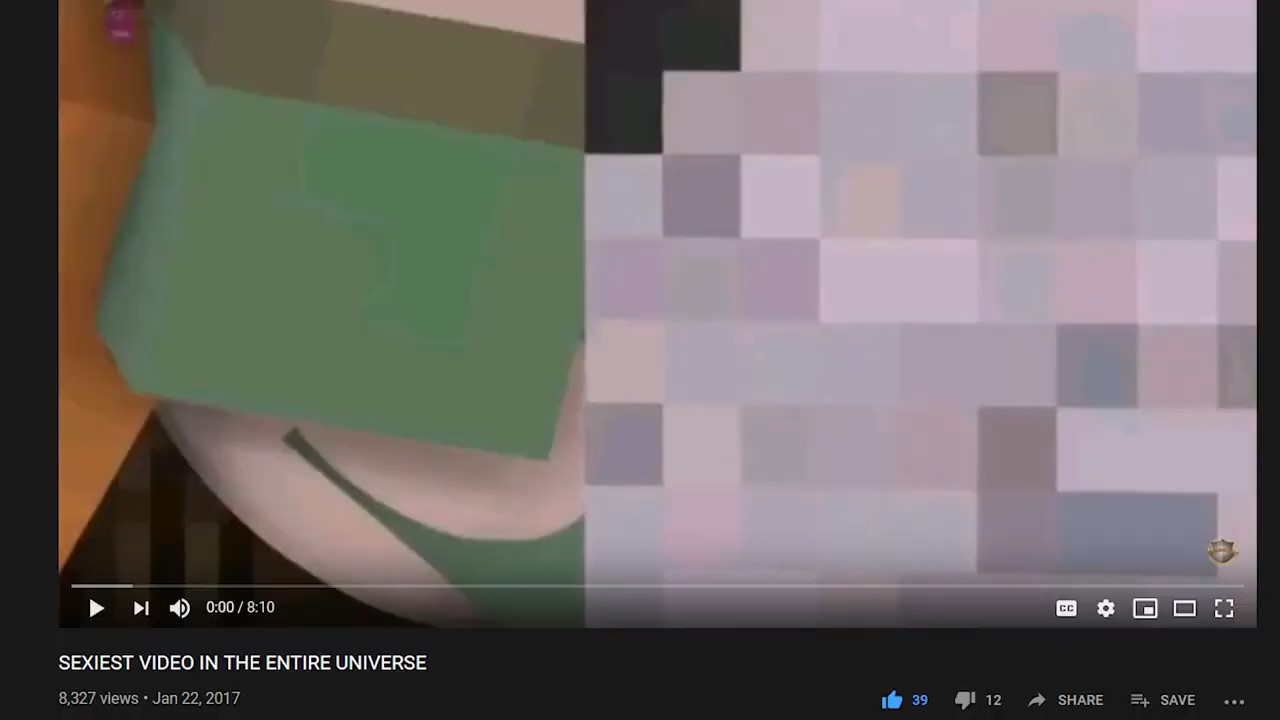 0:00 / 8:10
CC
SEXIEST VIDEO IN THE ENTIRE UNIVERSE
8,327 views • Jan 22, 2017
39 12 SHARE SAVE